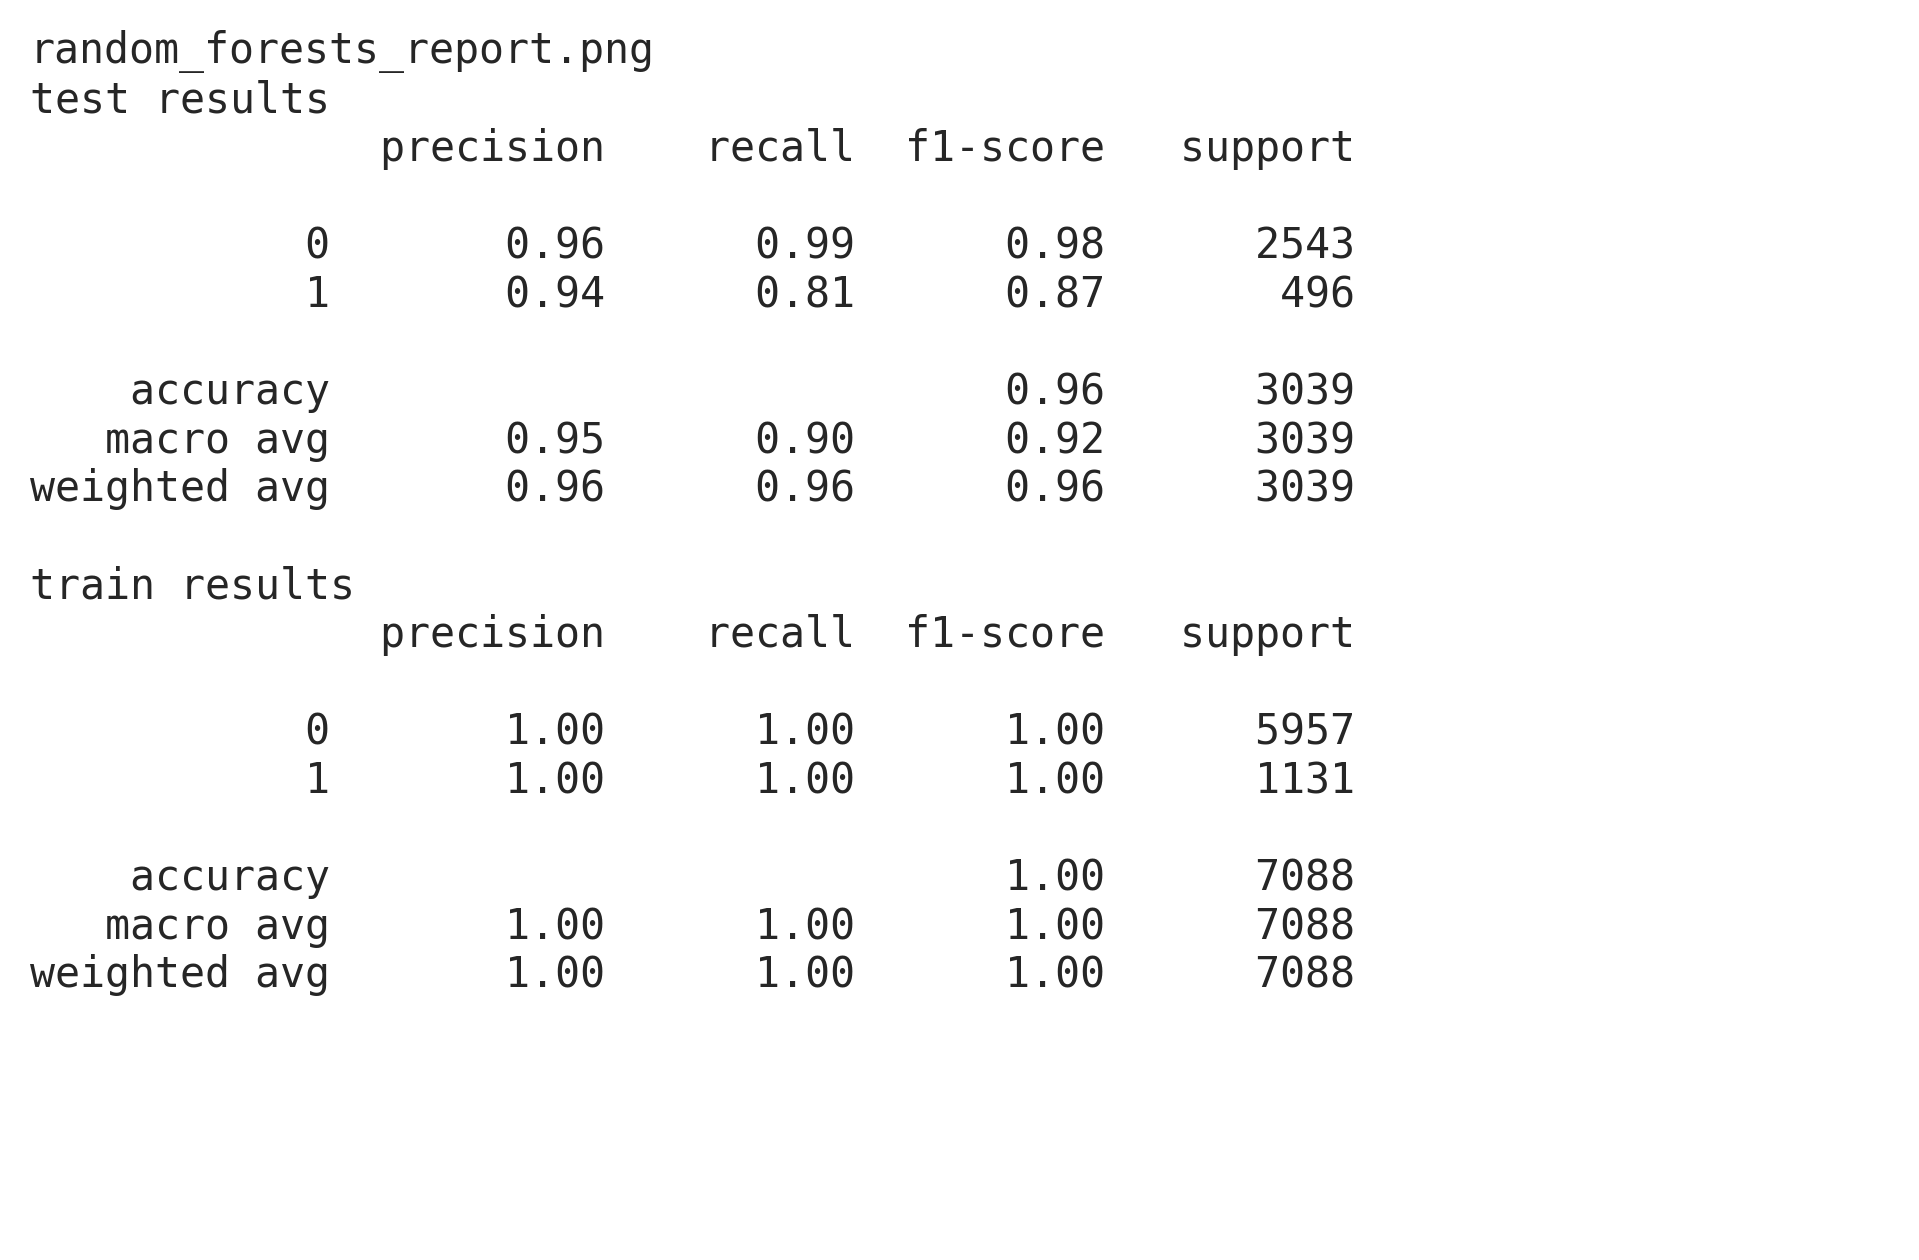 random_forests_report.png
test results
              precision    recall  f1-score   support

           0       0.96      0.99      0.98      2543
           1       0.94      0.81      0.87       496

    accuracy                           0.96      3039
   macro avg       0.95      0.90      0.92      3039
weighted avg       0.96      0.96      0.96      3039

train results
              precision    recall  f1-score   support

           0       1.00      1.00      1.00      5957
           1       1.00      1.00      1.00      1131

    accuracy                           1.00      7088
   macro avg       1.00      1.00      1.00      7088
weighted avg       1.00      1.00      1.00      7088